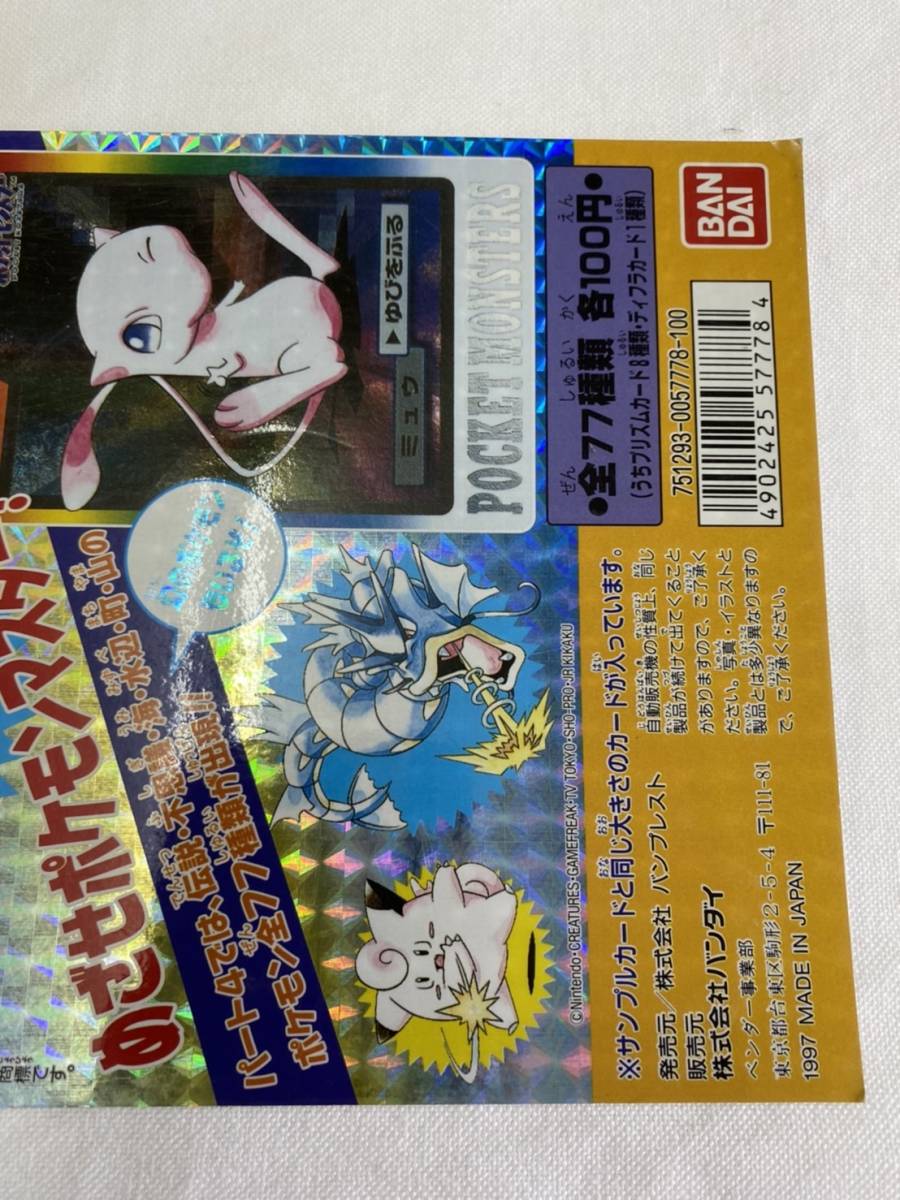 めざせポケモンマスター!
パート4では、伝説・不思議・海・水辺・町・山の
ポケモン全77種類が出現!!
商標です。
▶ゆびをふる
ミュウ
POCKET MONSTERS
©Nintendo・CREATURES・GAMEFREAK・TV TOKYO・SHO-PRO・JR KIKAKU
●全77種類 各100円●
(うちプリズムカード8種類・ディフラカード1種類)
BAN
DAI
751293-0057778-100
4902425577784
※サンプルカードと同じ大きさのカードが入っています。
発売元/株式会社 バンプレスト
販売元
株式会社バンダイ
ベンダー事業部
東京都台東区駒形2-5-4 〒111-81
1997 MADE IN JAPAN
自動販売機の性質上、同じ
製品が続けて出てくること
がありますので、ご了承く
ださい。写真・イラストと
製品とは多少異なりますの
で、ご了承ください。